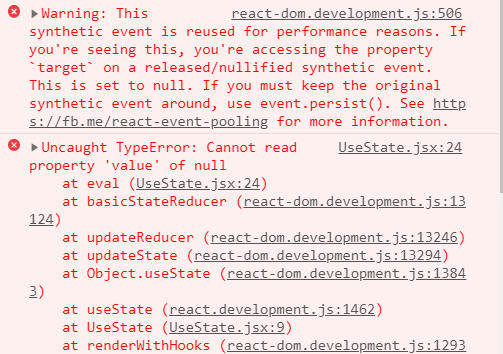 Warning: This react-dom.development.js:506
synthetic event is reused for performance reasons. If
you're seeing this, you're accessing the property
`target` on a released/nullified synthetic event.
This is set to null. If you must keep the original
synthetic event around, use event.persist(). See http
s://fb.me/react-event-pooling for more information.
Uncaught TypeError: Cannot read UseState.jsx:24
property 'value' of null
at eval (UseState.jsx:24)
at basicStateReducer (react-dom.development.js:13
124)
at updateReducer (react-dom.development.js:13246)
at updateState (react-dom.development.js:13294)
at Object.useState (react-dom.development.js:1384
3)
at useState (react.development.js:1462)
at UseState (UseState.jsx:9)
at renderWithHooks (react-dom.development.js:1293